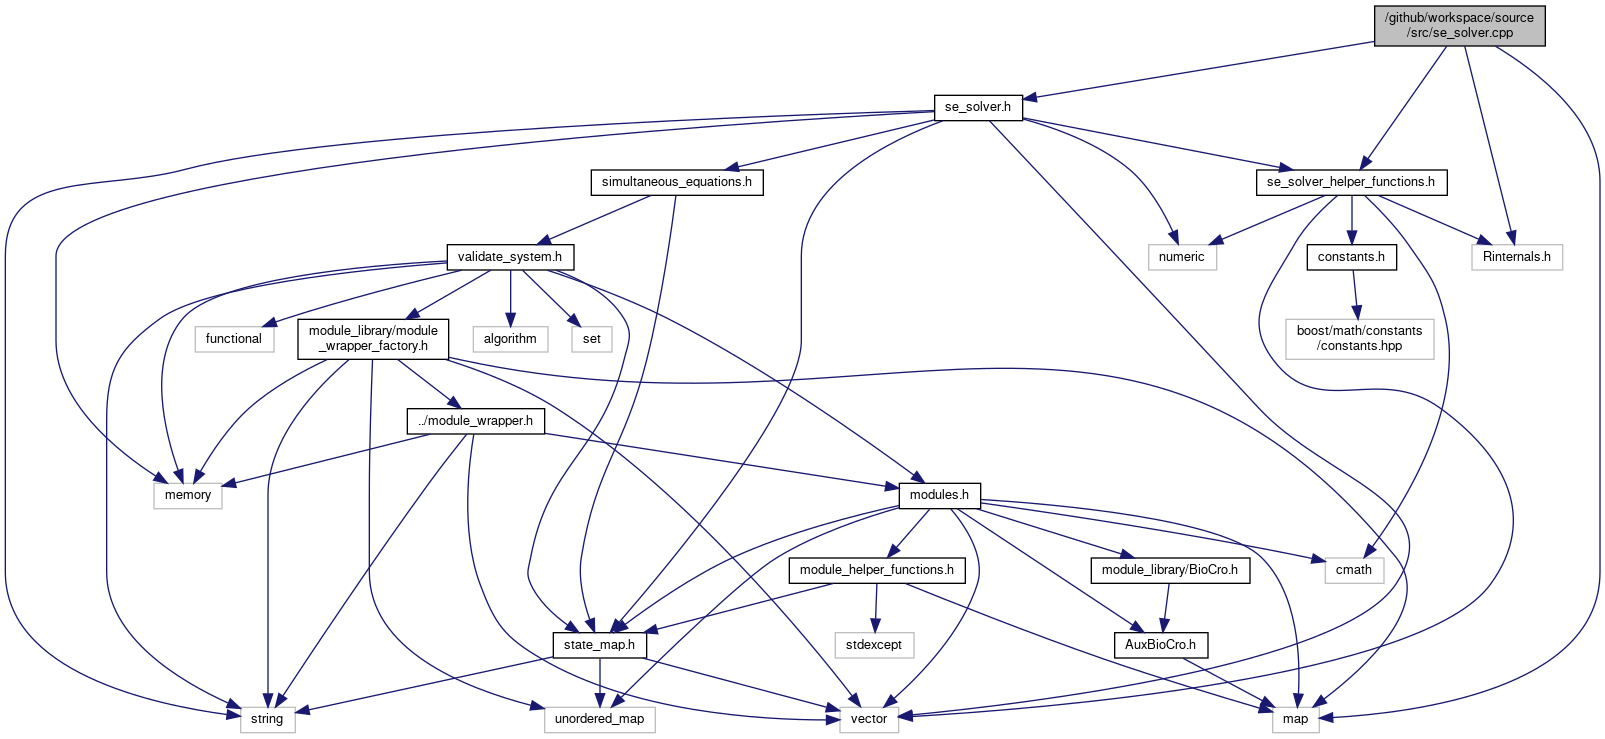 /github/workspace/source
/src/se_solver.cpp
se_solver.h
simultaneous_equations.h
se_solver_helper_functions.h
validate_system.h
numeric
constants.h
Rinternals.h
functional
module_library/module
_wrapper_factory.h
algorithm
set
boost/math/constants
/constants.hpp
../module_wrapper.h
memory
modules.h
module_helper_functions.h
module_library/BioCro.h
cmath
state_map.h
stdexcept
AuxBioCro.h
string
unordered_map
vector
map